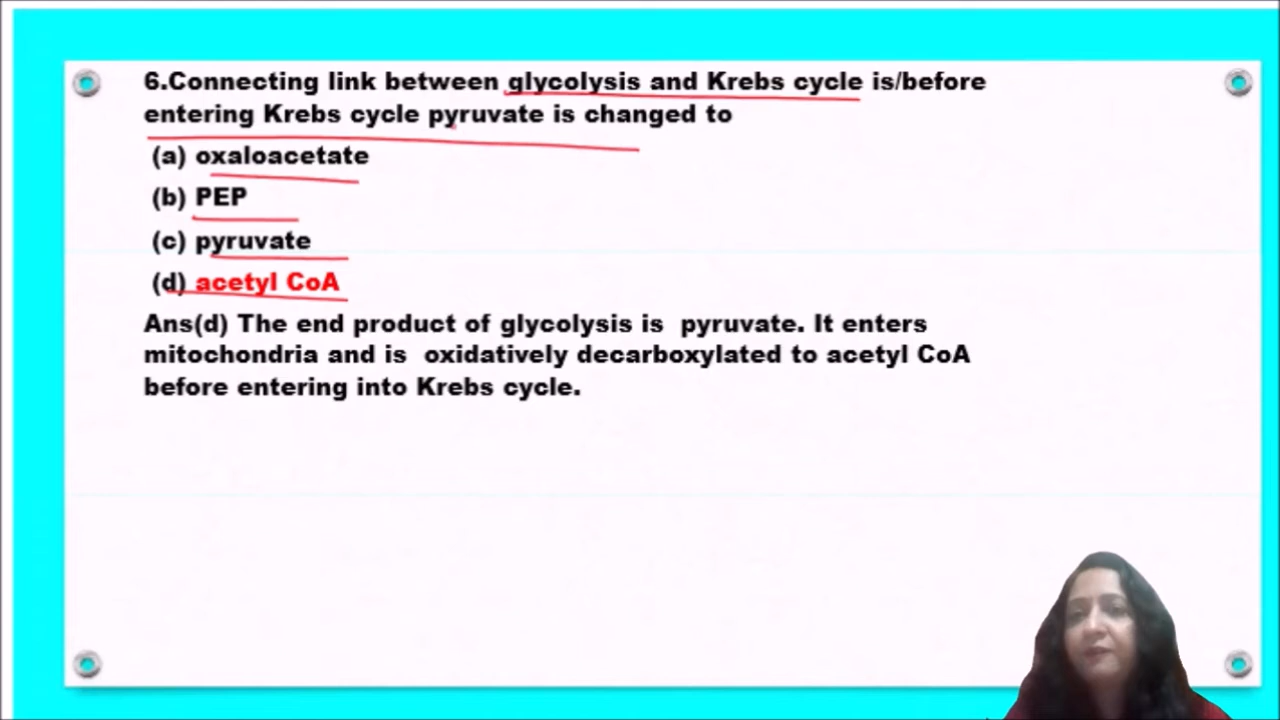 6.Connecting link between glycolysis and Krebs cycle is/before
entering Krebs cycle pyruvate is changed to
(a) oxaloacetate
(b) PEP
(c) pyruvate
(d) acetyl CoA
Ans(d) The end product of glycolysis is pyruvate. It enters
mitochondria and is oxidatively decarboxylated to acetyl CoA
before entering into Krebs cycle.